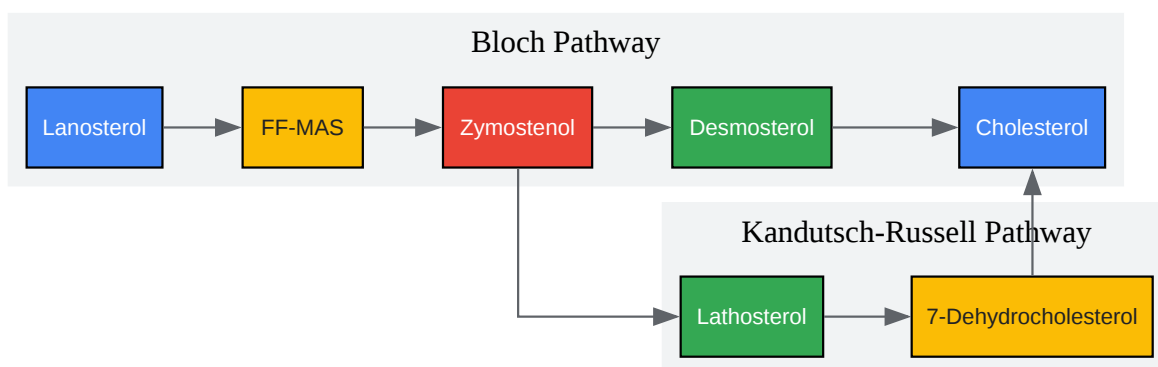 Bloch Pathway
Lanosterol
FF-MAS
Zymostenol
Desmosterol
Cholesterol
Kandutsch-Russell Pathway
Lathosterol
7-Dehydrocholesterol